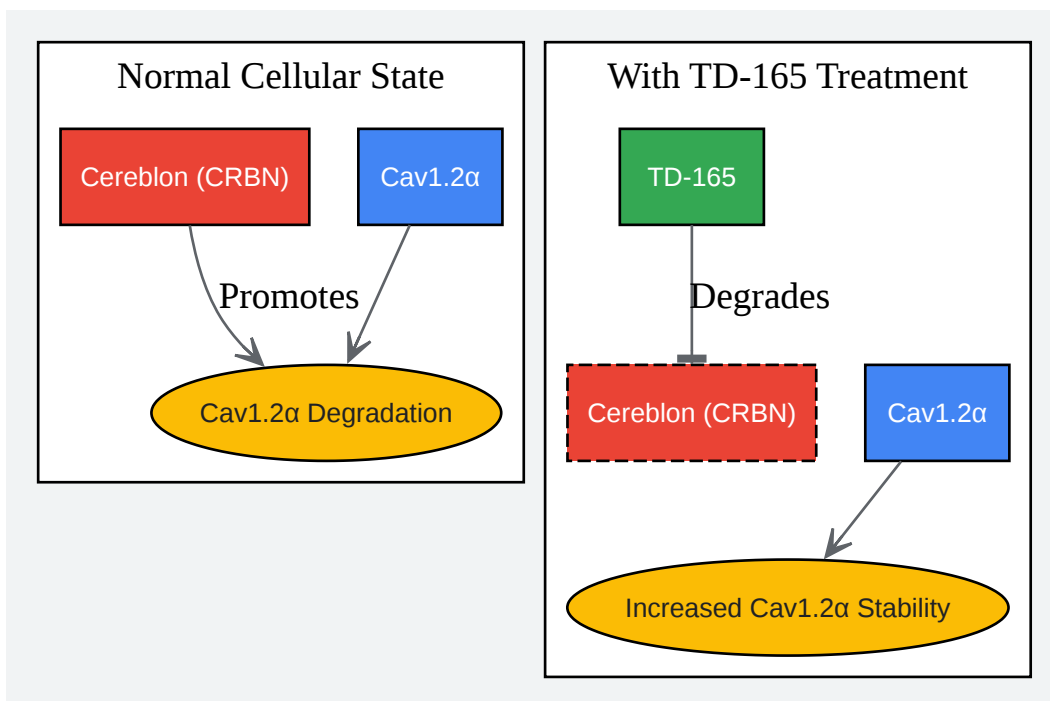 Normal Cellular State
Cereblon (CRBN)
Cav1.2α
Promotes
Cav1.2α Degradation
With TD-165 Treatment
TD-165
Degrades
Cereblon (CRBN)
Cav1.2α
Increased Cav1.2α Stability